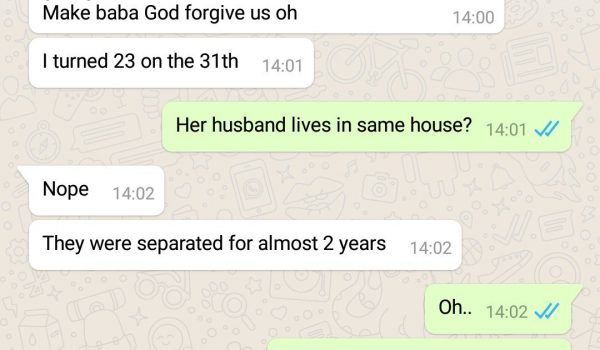 Make baba God forgive us oh 14:00
I turned 23 on the 31th 14:01
Her husband lives in same house? 14:01
Nope 14:02
They were separated for almost 2 years 14:02
Oh.. 14:02